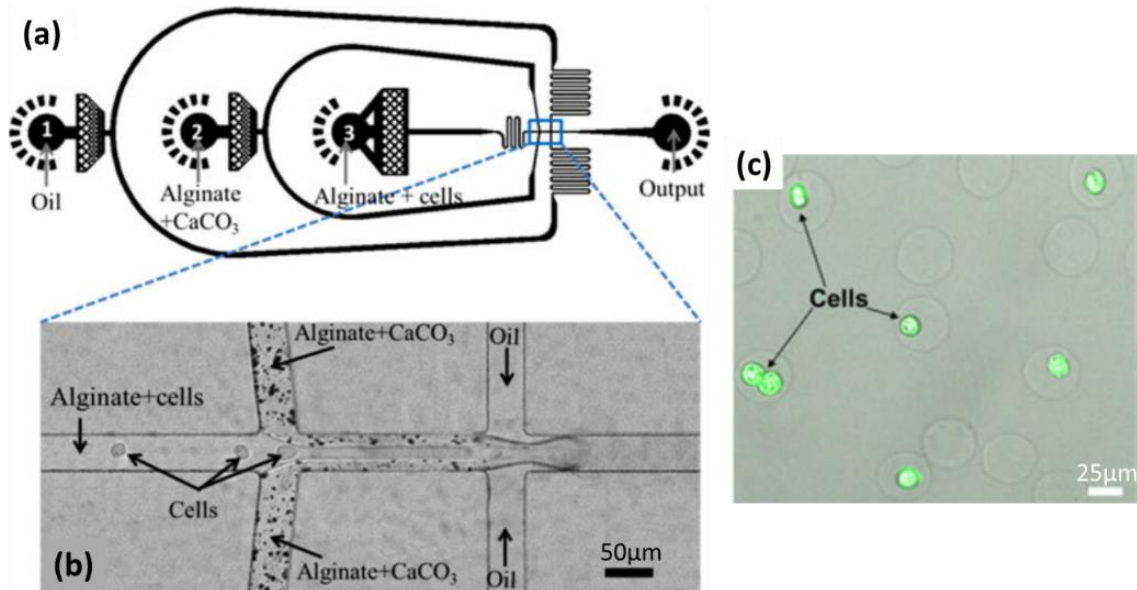 (a)
1
2
3
Oil
Alginate
+CaCO3
Alginate + cells
Output
(b)
Alginate+CaCO3
Oil
Alginate+cells
Cells
Alginate+CaCO3
Oil
50μm
(c)
Cells
25μm